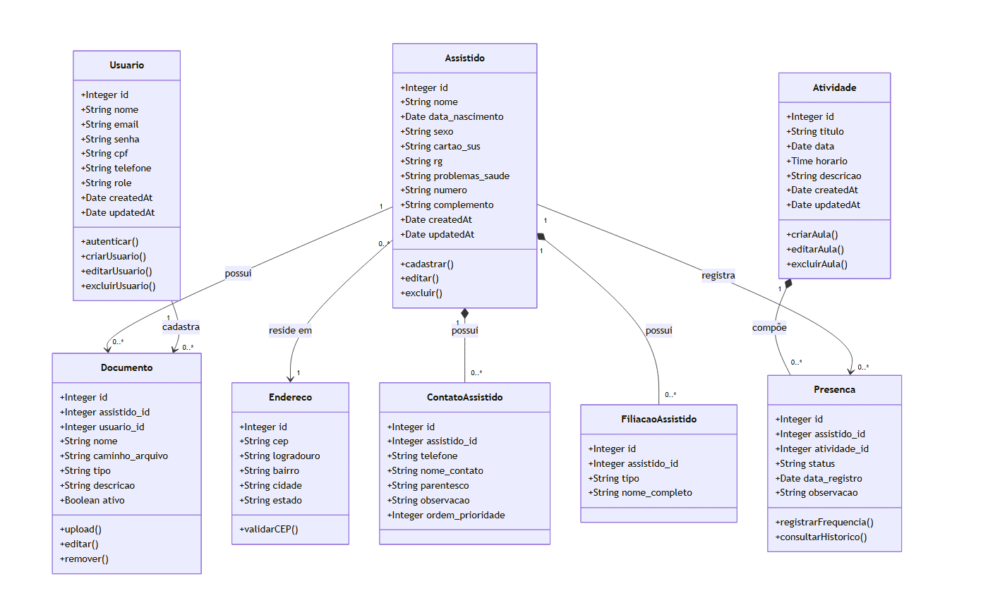 Usuario
+Integer id
+String nome
+String email
+String senha
+String cpf
+String telefone
+String role
+Date createdAt
+Date updatedAt
+autenticar()
+criarUsuario()
+editarUsuario()
+excluirUsuario()
Assistido
+Integer id
+String nome
+Date data_nascimento
+String sexo
+String cartao_sus
+String rg
+String problemas_saude
+String numero
+String complemento
+Date createdAt
+Date updatedAt
+cadastrar()
+editar()
+excluir()
Atividade
+Integer id
+String titulo
+Date data
+Time horario
+String descricao
+Date createdAt
+Date updatedAt
+criarAula()
+editarAula()
+excluirAula()
1
possui
0..*
1
cadastra
0..*
0..*
reside em
1
1
possui
0..*
1
possui
0..*
1
registra
0..*
1
compõe
0..*
Documento
+Integer id
+Integer assistido_id
+Integer usuario_id
+String nome
+String caminho_arquivo
+String tipo
+String descricao
+Boolean ativo
+upload()
+editar()
+remover()
Endereco
+Integer id
+String cep
+String logradouro
+String bairro
+String cidade
+String estado
+validarCEP()
ContatoAssistido
+Integer id
+Integer assistido_id
+String telefone
+String nome_contato
+String parentesco
+String observacao
+Integer ordem_prioridade
FiliacaoAssistido
+Integer id
+Integer assistido_id
+String tipo
+String nome_completo
Presenca
+Integer id
+Integer assistido_id
+Integer atividade_id
+String status
+Date data_registro
+String observacao
+registrarFrequencia()
+consultarHistorico()